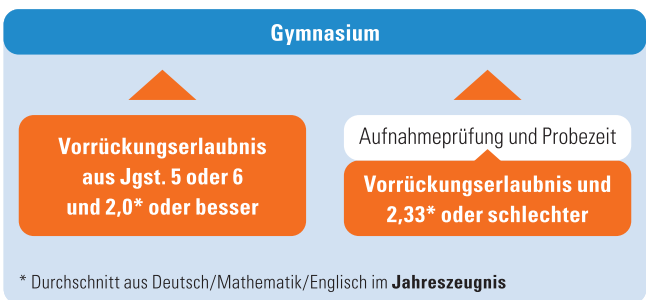 Gymnasium
Vorrückungserlaubnis
aus Jgst. 5 oder 6
und 2,0* oder besser
Aufnahmeprüfung und Probezeit
Vorrückungserlaubnis und
2,33* oder schlechter
* Durchschnitt aus Deutsch/Mathematik/Englisch im Jahreszeugnis